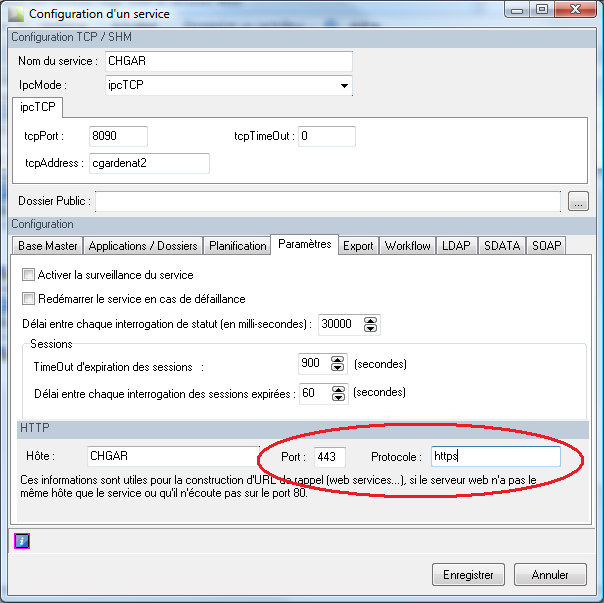 Configuration d'un service
Configuration TCP / SHM
Nom du service : CHGAR
IpcMode : ipcTCP
ipcTCP
tcpPort : 8090 tcpTimeOut : 0
tcpAddress : cgardenat2
Dossier Public : ...
Configuration
Base Master Applications / Dossiers Planification Paramètres Export Workflow LDAP SDATA SOAP
Activer la surveillance du service
Redémarrer le service en cas de défaillance
Délai entre chaque interrogation de statut (en milli-secondes) : 30000
Sessions
TimeOut d'expiration des sessions : 900 (secondes)
Délai entre chaque interrogation des sessions expirées : 60 (secondes)
HTTP
Hôte : CHGAR Port : 443 Protocole : https
Ces informations sont utiles pour la construction d'URL de rappel (web services...), si le serveur web n'a pas le
même hôte que le service ou qu'il n'écoute pas sur le port 80.
Enregistrer Annuler